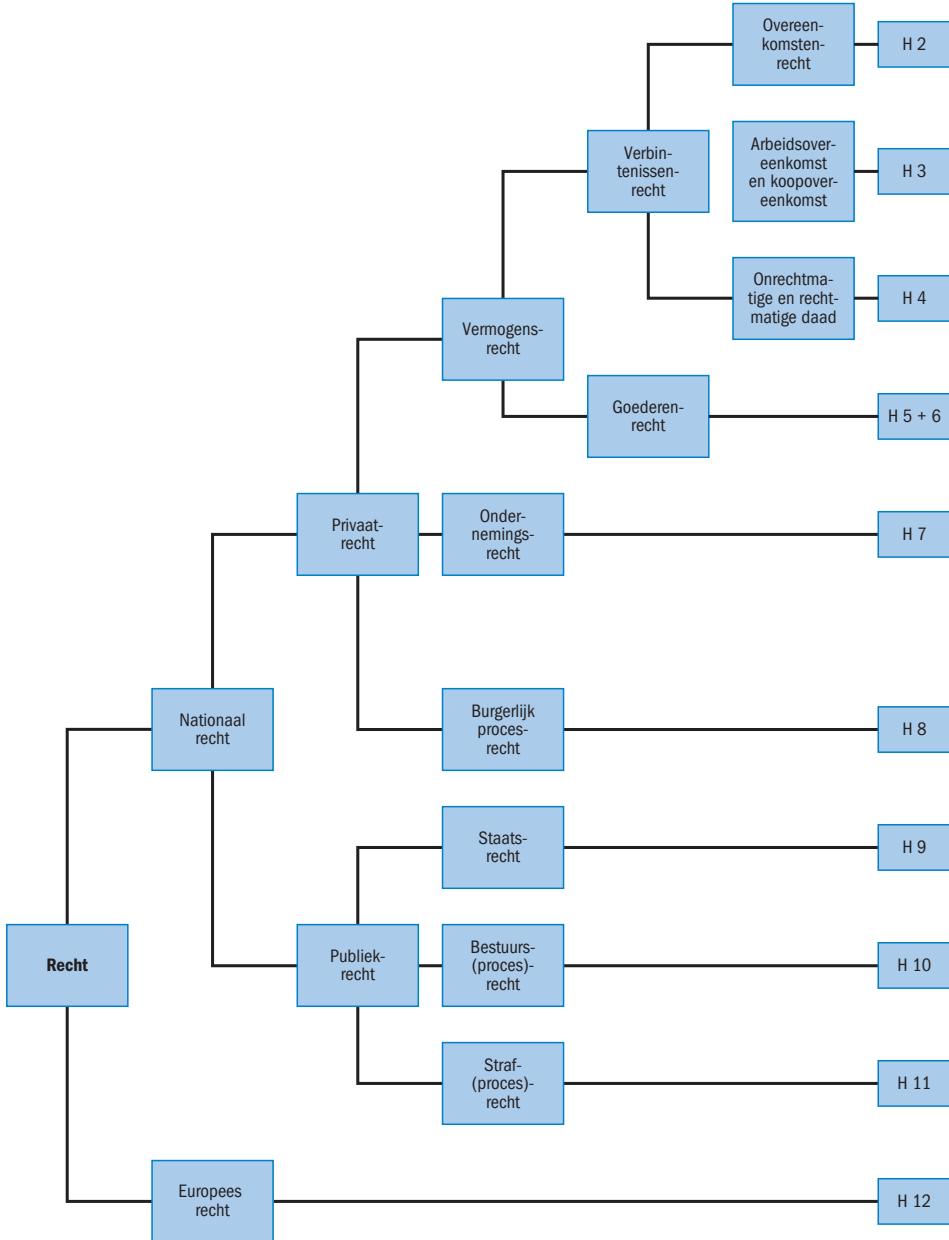 Overeen-
komsten-
recht
H 2
Verbin-
tenissen-
recht
Arbeidsover-
eenkomst
en koopover-
eenkomst
H 3
Onrechtma-
tige en recht-
matige daad
H 4
Vermogens-
recht
Goederen-
recht
H 5 + 6
Privaat-
recht
Onder-
nemings-
recht
H 7
Nationaal
recht
Burgerlijk
proces-
recht
H 8
Staats-
recht
H 9
Recht
Publiek-
recht
Bestuurs-
(proces)-
recht
H 10
Straf-
(proces)-
recht
H 11
Europees
recht
H 12